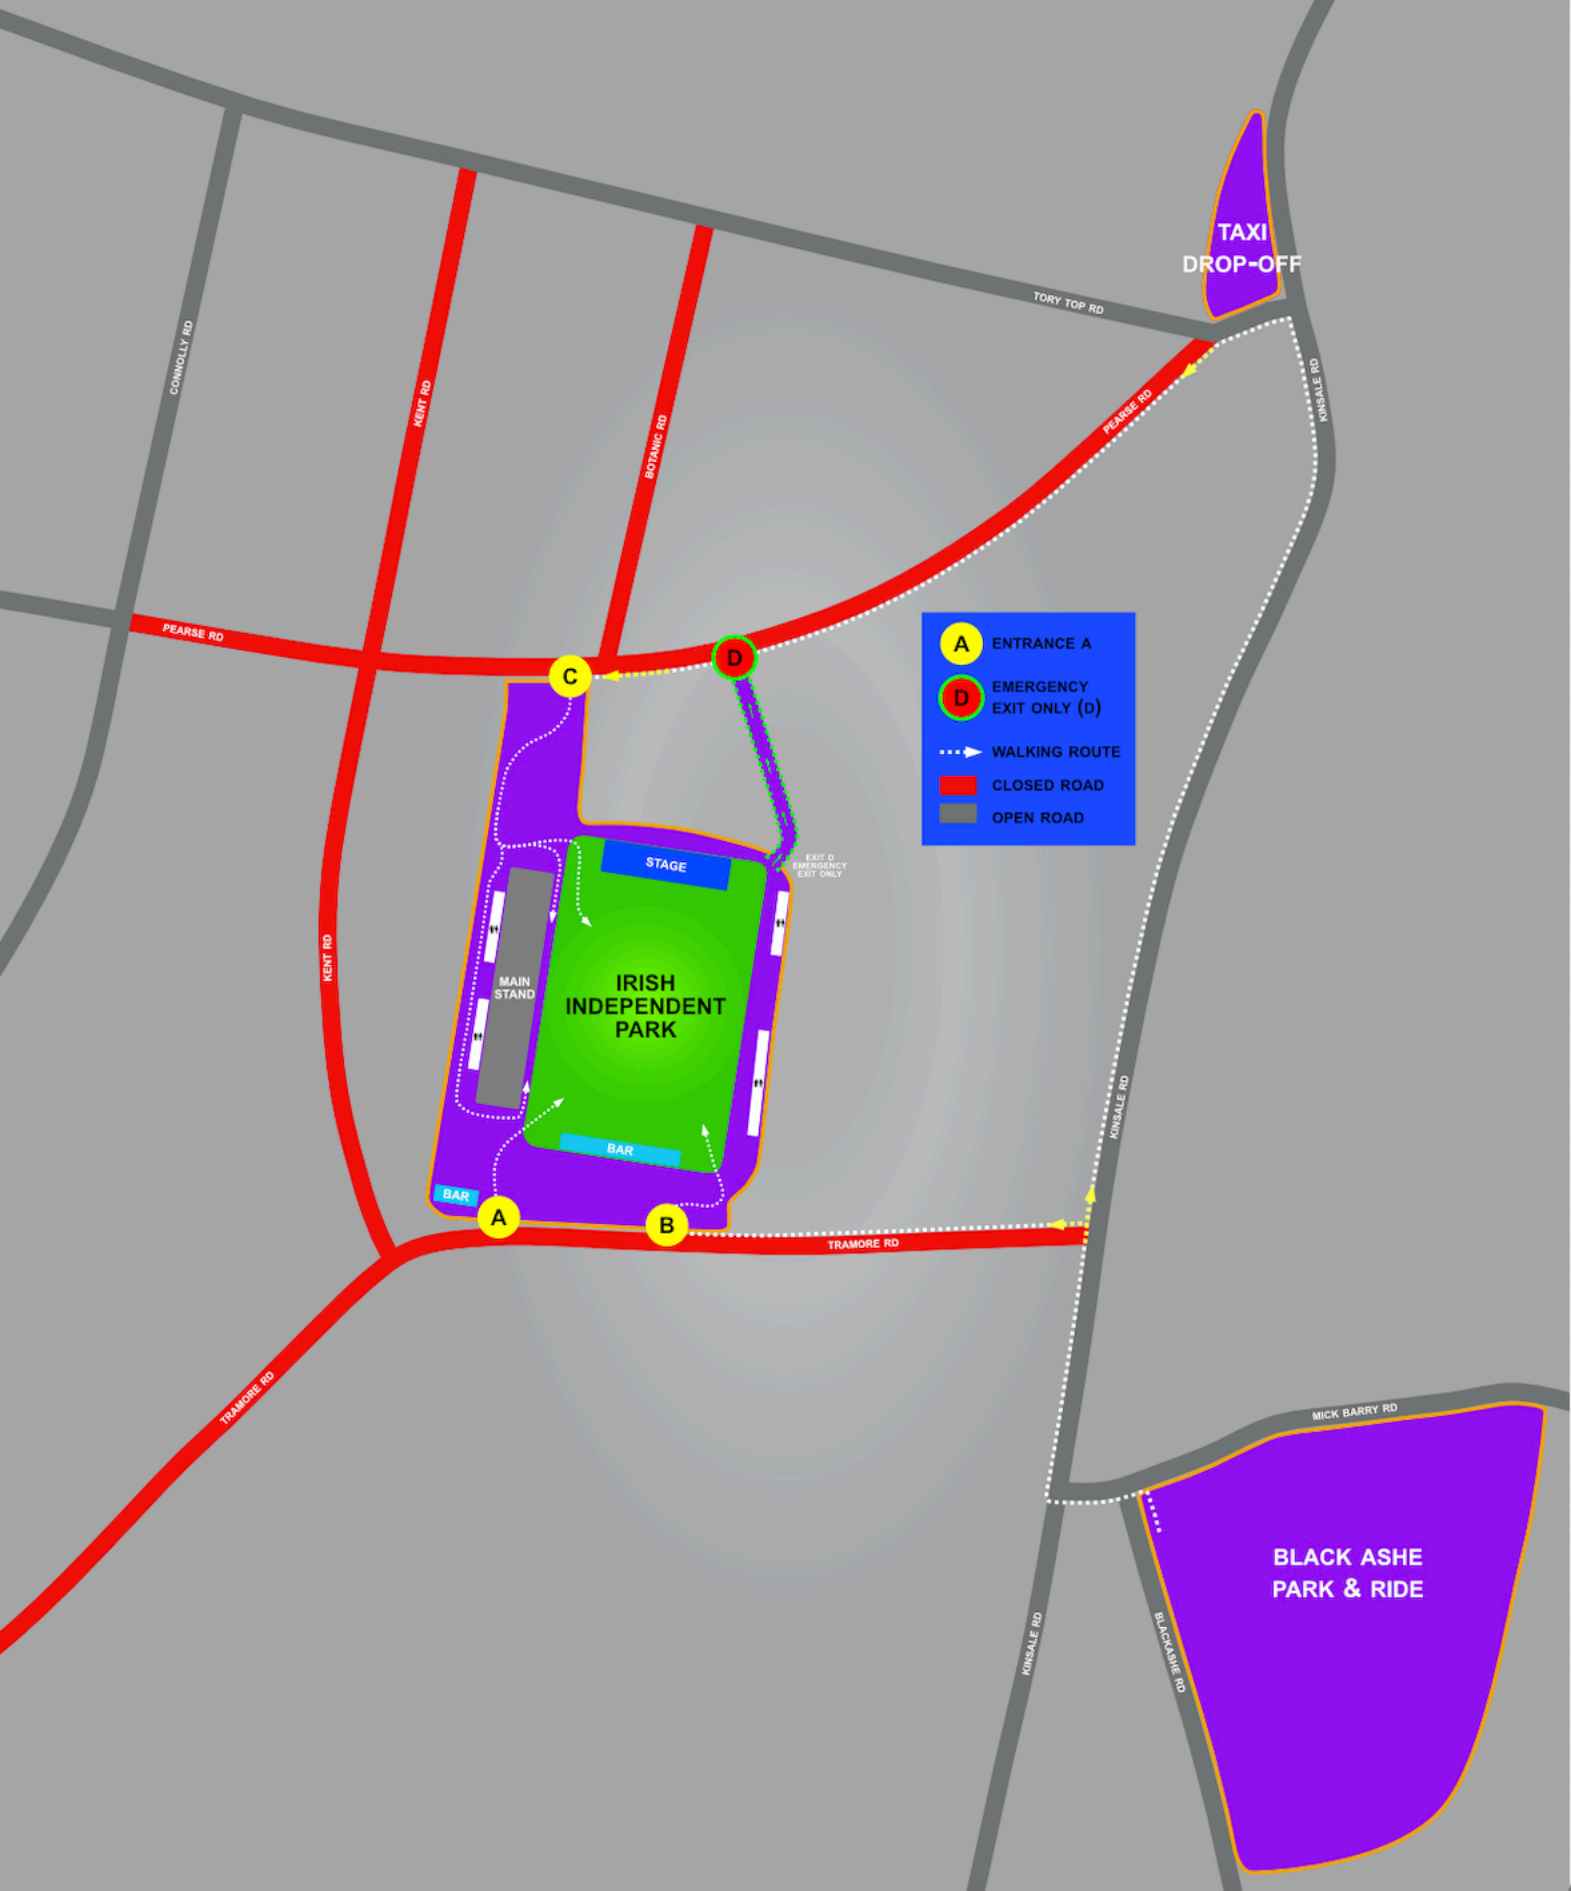 TAXI
DROP-OFF
TORY TOP RD
CONNOLLY RD
KENT RD
BOTANIC RD
PEARSE RD
KINSALE RD
PEARSE RD
C
D
A ENTRANCE A
D EMERGENCY
EXIT ONLY (D)
WALKING ROUTE
CLOSED ROAD
OPEN ROAD
STAGE
EXIT D
EMERGENCY
EXIT ONLY
KENT RD
MAIN
STAND
IRISH
INDEPENDENT
PARK
KINSALE RD
BAR
BAR
A
B
TRAMORE RD
TRAMORE RD
MICK BARRY RD
BLACK ASHE
PARK & RIDE
KINSALE RD
BLACKASHE RD